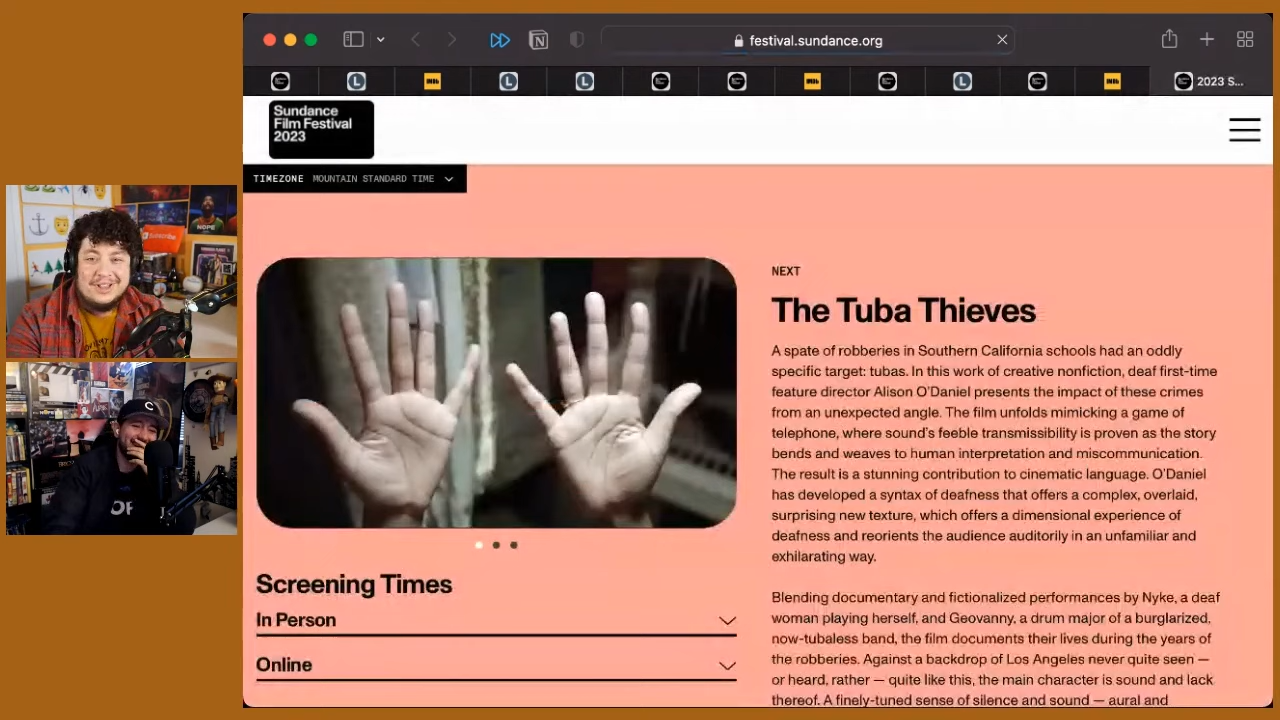 festival.sundance.org
2023 S...
Sundance
Film Festival
2023
TIMEZONE MOUNTAIN STANDARD TIME
NEXT
The Tuba Thieves
A spate of robberies in Southern California schools had an oddly
specific target: tubas. In this work of creative nonfiction, deaf first-time
feature director Alison O'Daniel presents the impact of these crimes
from an unexpected angle. The film unfolds mimicking a game of
telephone, where sound's feeble transmissibility is proven as the story
bends and weaves to human interpretation and miscommunication.
The result is a stunning contribution to cinematic language. O'Daniel
has developed a syntax of deafness that offers a complex, overlaid,
surprising new texture, which offers a dimensional experience of
deafness and reorients the audience auditorily in an unfamiliar and
exhilarating way.
Blending documentary and fictionalized performances by Nyke, a deaf
woman playing herself, and Geovanny, a drum major of a burglarized,
now-tubaless band, the film documents their lives during the years of
the robberies. Against a backdrop of Los Angeles never quite seen —
or heard, rather — quite like this, the main character is sound and lack
thereof. A finely-tuned sense of silence and sound — aural and
Screening Times
In Person
Online
NOPE
Subscribe